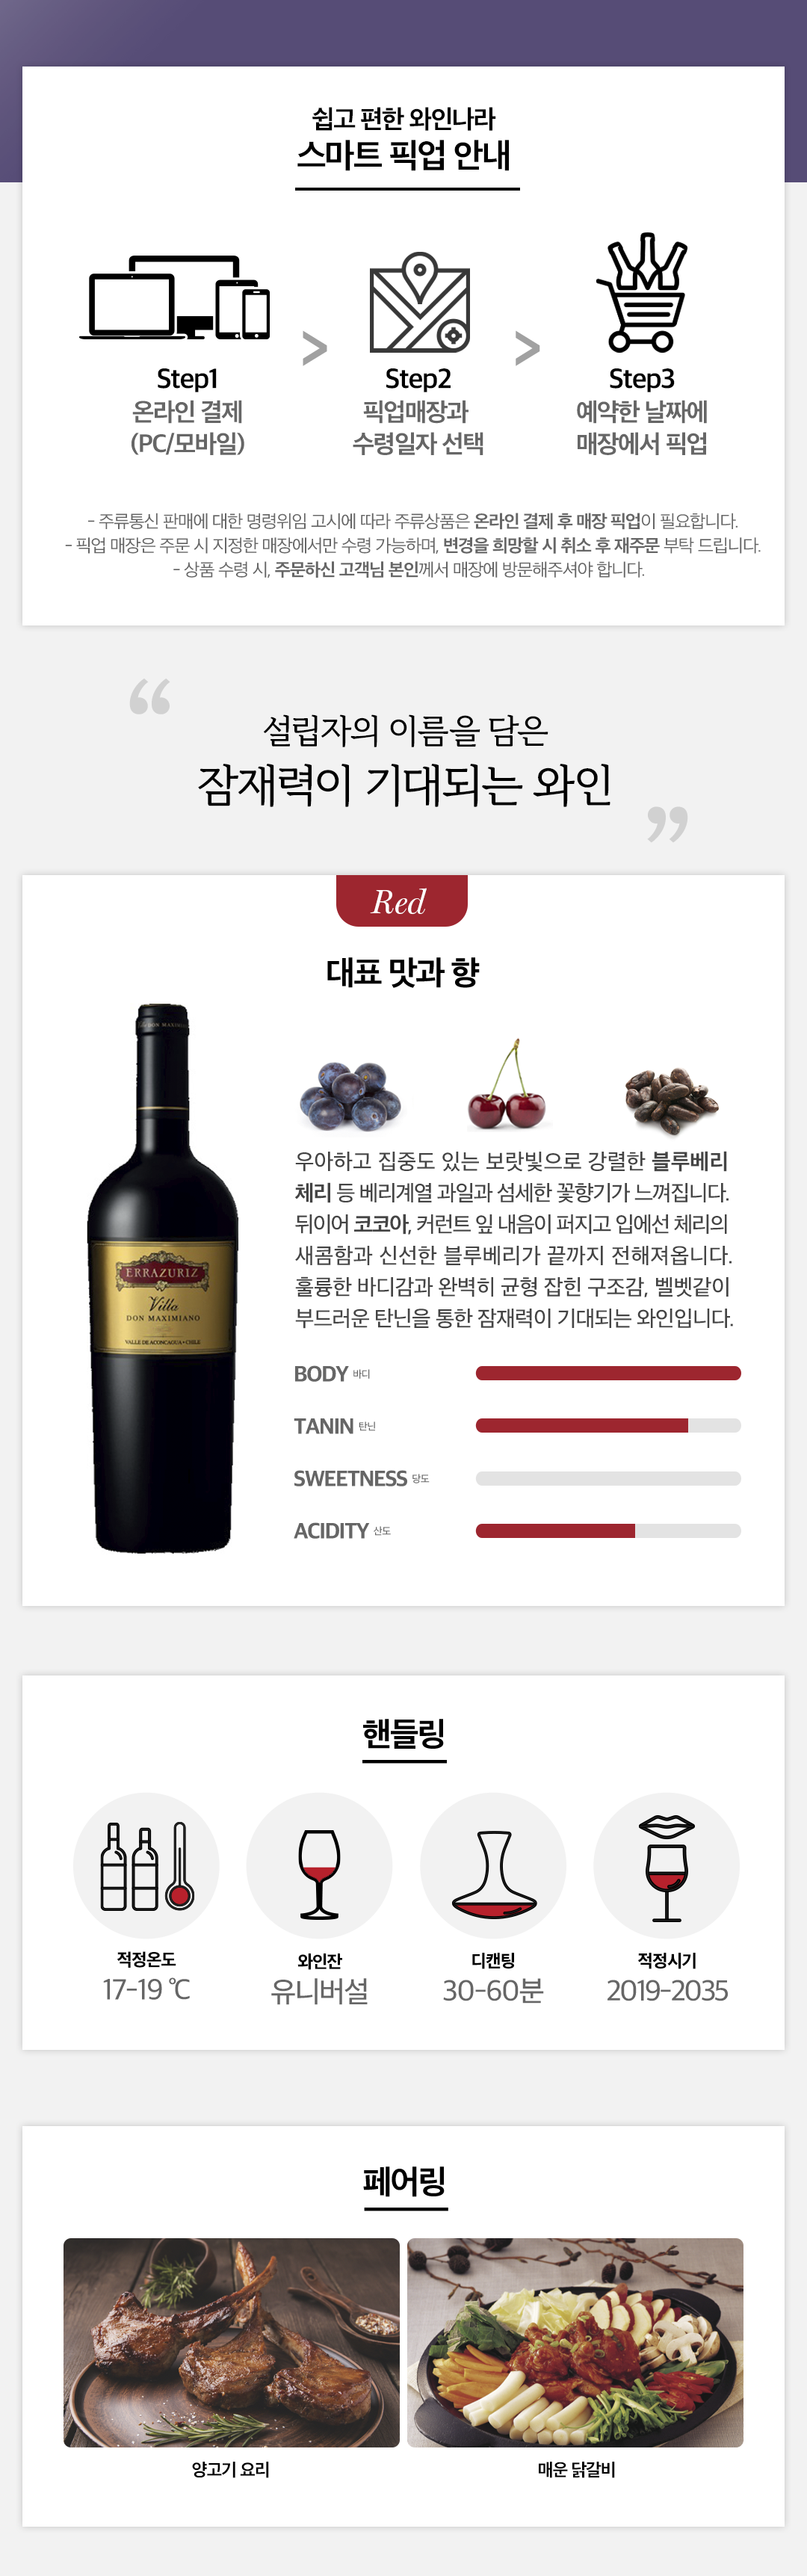 쉽고 편한 와인나라
스마트 픽업 안내
Step1
온라인 결제
(PC/모바일)
>
Step2
픽업매장과
수령일자 선택
>
Step3
예약한 날짜에
매장에서 픽업
- 주류통신 판매에 대한 명령위임 고시에 따라 주류상품은 온라인 결제 후 매장 픽업이 필요합니다.
- 픽업 매장은 주문 시 지정한 매장에서만 수령 가능하며, 변경을 희망할 시 취소 후 재주문 부탁 드립니다.
- 상품 수령 시, 주문하신 고객님 본인께서 매장에 방문해주셔야 합니다.
“
설립자의 이름을 담은
잠재력이 기대되는 와인
”
Red
대표 맛과 향
ERRAZURIZ
Villa
DON MAXIMIANO
VALLE DE ACONCAGUA • CHILE
우아하고 집중도 있는 보랏빛으로 강렬한 블루베리
체리 등 베리계열 과일과 섬세한 꽃향기가 느껴집니다.
뒤이어 코코아, 커런트 잎 내음이 퍼지고 입에선 체리의
새콤함과 신선한 블루베리가 끝까지 전해져옵니다.
훌륭한 바디감과 완벽히 균형 잡힌 구조감, 벨벳같이
부드러운 탄닌을 통한 잠재력이 기대되는 와인입니다.
BODY 바디
TANIN 탄닌
SWEETNESS 당도
ACIDITY 산도
핸들링
적정온도
17-19 ℃
와인잔
유니버설
디캔팅
30-60분
적정시기
2019-2035
페어링
양고기 요리
매운 닭갈비